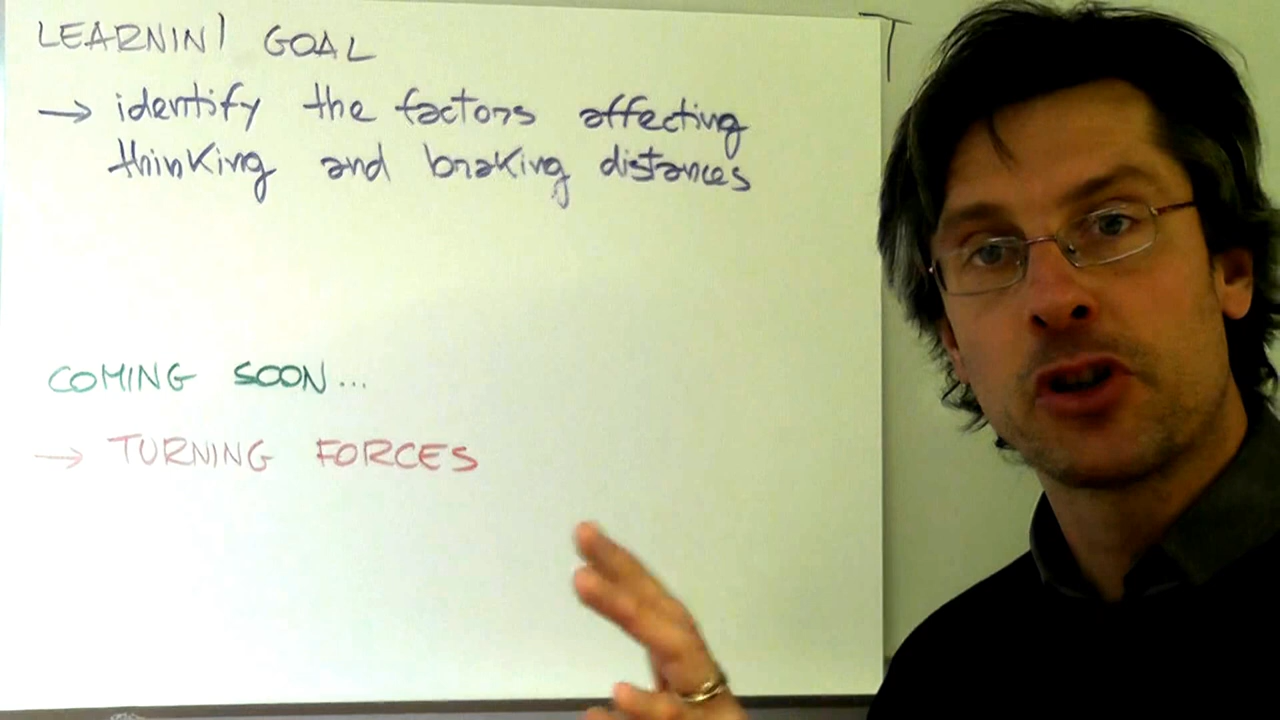 LEARNIN' GOAL
→ identify the factors affecting
thinking and braking distances
COMING SOON...
→ TURNING FORCES
T